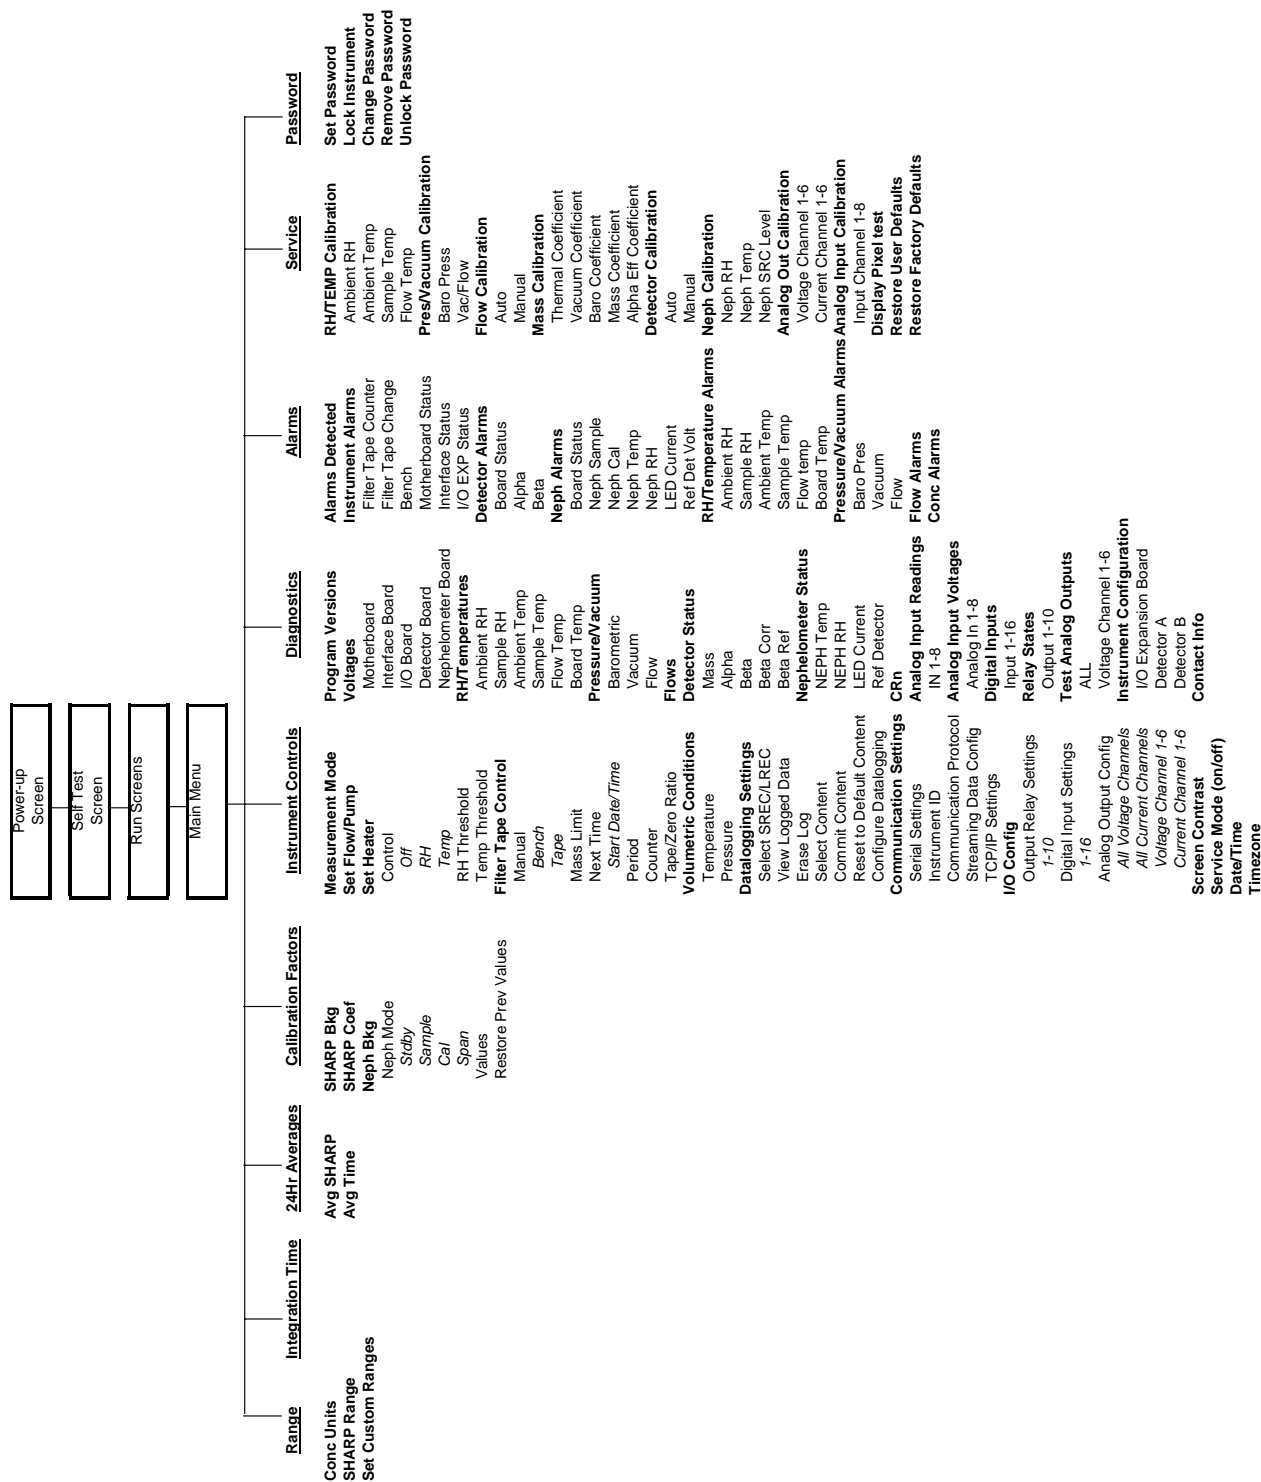 Power-up
Screen
Self Test
Screen
Run Screens
Main Menu
Range
Conc Units
SHARP Range
Set Custom Ranges
Integration Time
24Hr Averages
Avg SHARP
Avg Time
Calibration Factors
SHARP Bkg
SHARP Coef
Neph Bkg
Neph Mode
Stdby
Sample
Cal
Span
Values
Restore Prev Values
Instrument Controls
Measurement Mode
Set Flow/Pump
Set Heater
Control
Off
RH
Temp
RH Threshold
Temp Threshold
Filter Tape Control
Manual
Bench
Tape
Mass Limit
Next Time
Start Date/Time
Period
Counter
Tape/Zero Ratio
Volumetric Conditions
Temperature
Pressure
Datalogging Settings
Select SREC/LREC
View Logged Data
Erase Log
Select Content
Commit Content
Reset to Default Content
Configure Datalogging
Communication Settings
Serial Settings
Instrument ID
Communication Protocol
Streaming Data Config
TCP/IP Settings
I/O Config
Output Relay Settings
1-10
Digital Input Settings
1-16
Analog Output Config
All Voltage Channels
All Current Channels
Voltage Channel 1-6
Current Channel 1-6
Screen Contrast
Service Mode (on/off)
Date/Time
Timezone
Diagnostics
Program Versions
Voltages
Motherboard
Interface Board
I/O Board
Detector Board
Nephelometer Board
RH/Temperatures
Ambient RH
Sample RH
Ambient Temp
Sample Temp
Flow Temp
Board Temp
Pressure/Vacuum
Barometric
Vacuum
Flow
Flows
Detector Status
Mass
Alpha
Beta
Beta Corr
Beta Ref
Nephelometer Status
NEPH Temp
NEPH RH
LED Current
Ref Detector
CRn
Analog Input Readings
IN 1-8
Analog Input Voltages
Analog In 1-8
Digital Inputs
Input 1-16
Relay States
Output 1-10
Test Analog Outputs
ALL
Voltage Channel 1-6
Instrument Configuration
I/O Expansion Board
Detector A
Detector B
Contact Info
Alarms
Alarms Detected
Instrument Alarms
Filter Tape Counter
Filter Tape Change
Bench
Motherboard Status
Interface Status
I/O EXP Status
Detector Alarms
Board Status
Alpha
Beta
Neph Alarms
Board Status
Neph Sample
Neph Cal
Neph Temp
Neph RH
LED Current
Ref Det Volt
RH/Temperature Alarms
Ambient RH
Sample RH
Ambient Temp
Sample Temp
Flow temp
Board Temp
Pressure/Vacuum Alarms
Baro Pres
Vacuum
Flow
Flow Alarms
Conc Alarms
Service
RH/TEMP Calibration
Ambient RH
Ambient Temp
Sample Temp
Flow Temp
Pres/Vacuum Calibration
Baro Press
Vac/Flow
Flow Calibration
Auto
Manual
Mass Calibration
Thermal Coefficient
Vacuum Coefficient
Baro Coefficient
Mass Coefficient
Alpha Eff Coefficient
Detector Calibration
Auto
Manual
Neph Calibration
Neph RH
Neph Temp
Neph SRC Level
Analog Out Calibration
Voltage Channel 1-6
Current Channel 1-6
Analog Input Calibration
Input Channel 1-8
Display Pixel test
Restore User Defaults
Restore Factory Defaults
Password
Set Password
Lock Instrument
Change Password
Remove Password
Unlock Password